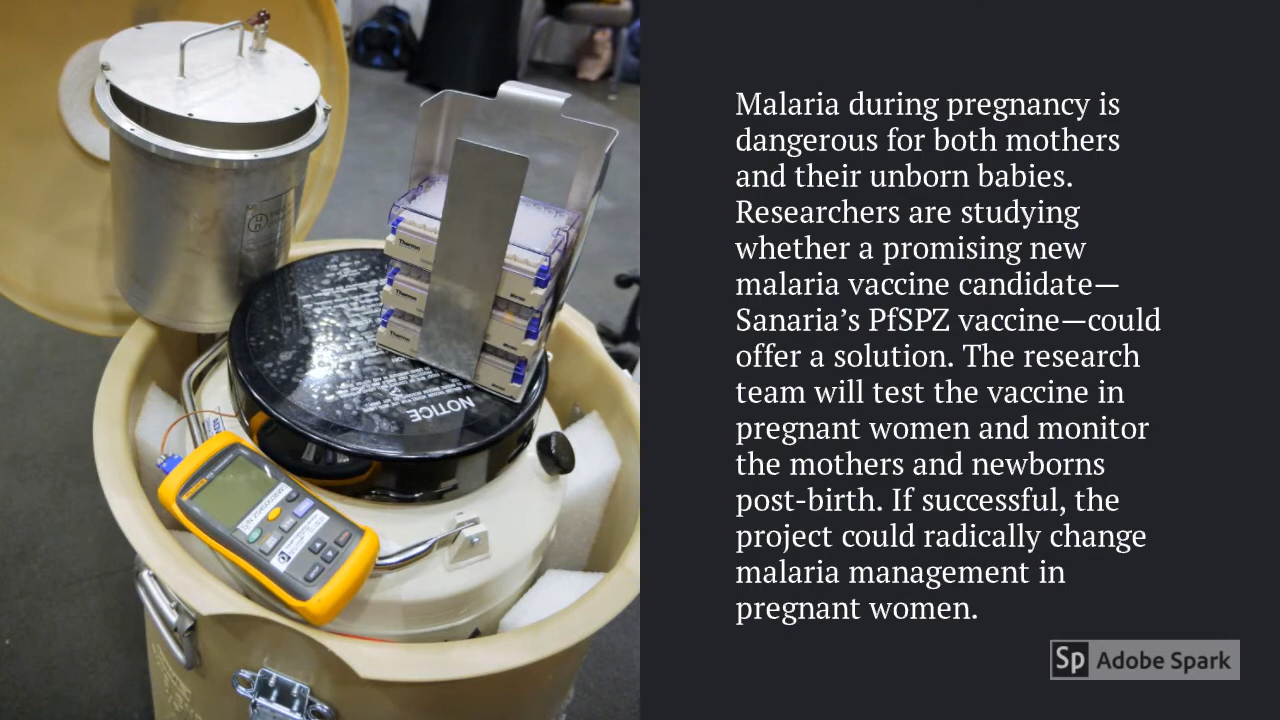 Thermo
Thermo
Thermo
NOTICE
Malaria during pregnancy is
dangerous for both mothers
and their unborn babies.
Researchers are studying
whether a promising new
malaria vaccine candidate—
Sanaria’s PfSPZ vaccine—could
offer a solution. The research
team will test the vaccine in
pregnant women and monitor
the mothers and newborns
post-birth. If successful, the
project could radically change
malaria management in
pregnant women.
Sp Adobe Spark